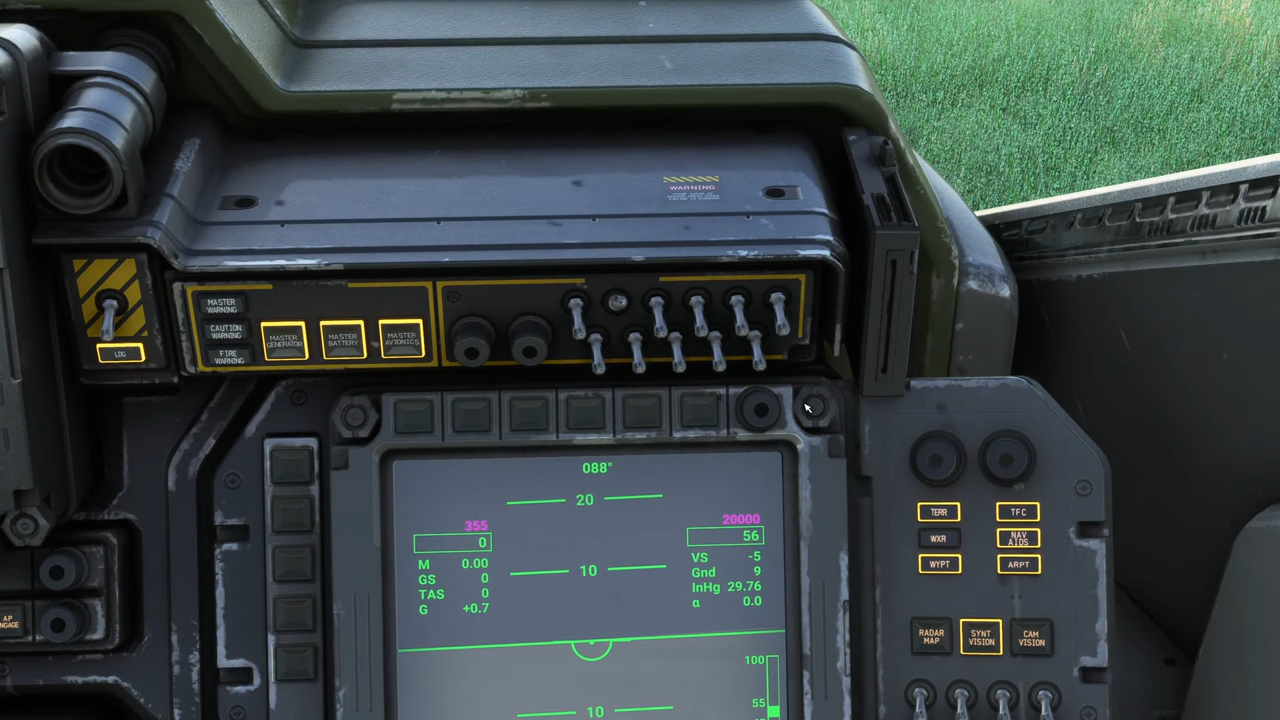 WARNING
MASTER
WARNING
CAUTION
WARNING
FIRE
WARNING
MASTER
GENERATOR
MASTER
BATTERY
MASTER
AVIONICS
LDG
088°
20
355
0
M 0.00
GS 0
TAS 0
G +0.7
10
20000
56
VS -5
Gnd 9
InHg 29.76
α 0.0
100
55
10
TERR
TFC
WXR
NAV
AIDS
WYPT
ARPT
RADAR
MAP
SYNT
VISION
CAM
VISION
AP
ENGAGE